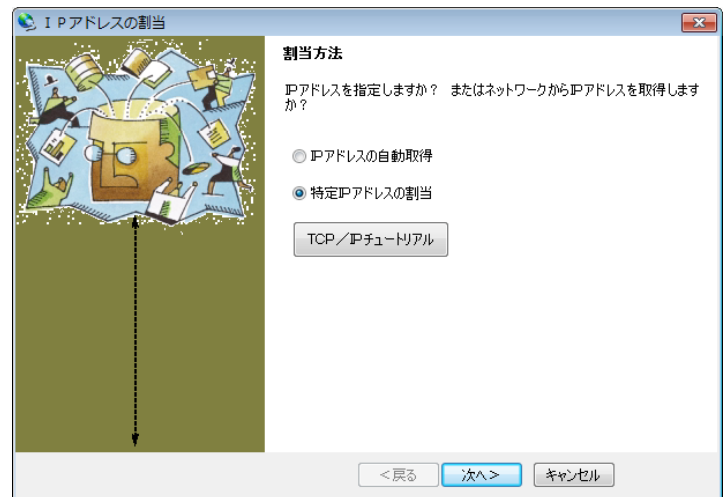 ＩＰアドレスの割当
割当方法
IPアドレスを指定しますか？　またはネットワークからIPアドレスを取得します
か？
IPアドレスの自動取得
特定IPアドレスの割当
TCP／IPチュートリアル
＜戻る
次へ＞
キャンセル